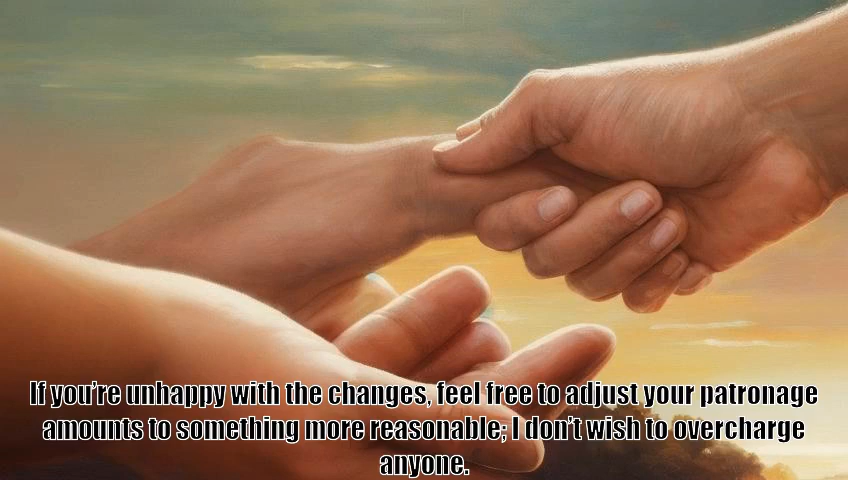 If you’re unhappy with the changes, feel free to adjust your patronage
amounts to something more reasonable; I don’t wish to overcharge
anyone.